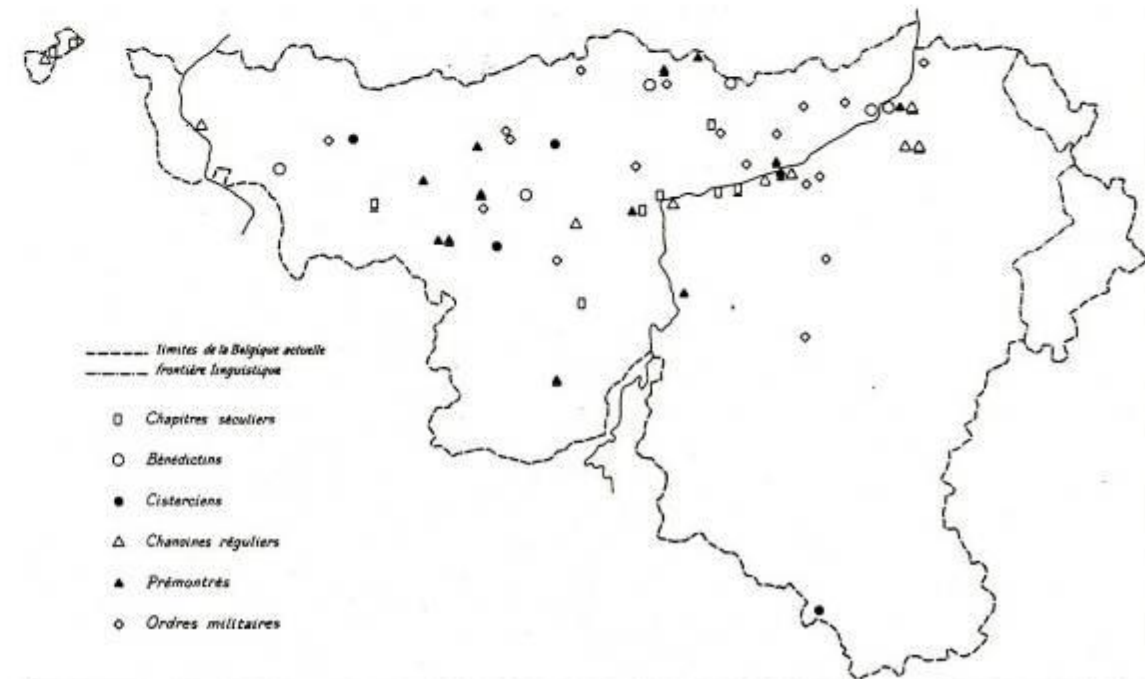 limites de la Belgique actuelle
frontière linguistique
Chapitres séculiers
Bénédictins
Cisterciens
Chanoines réguliers
Prémontrés
Ordres militaires